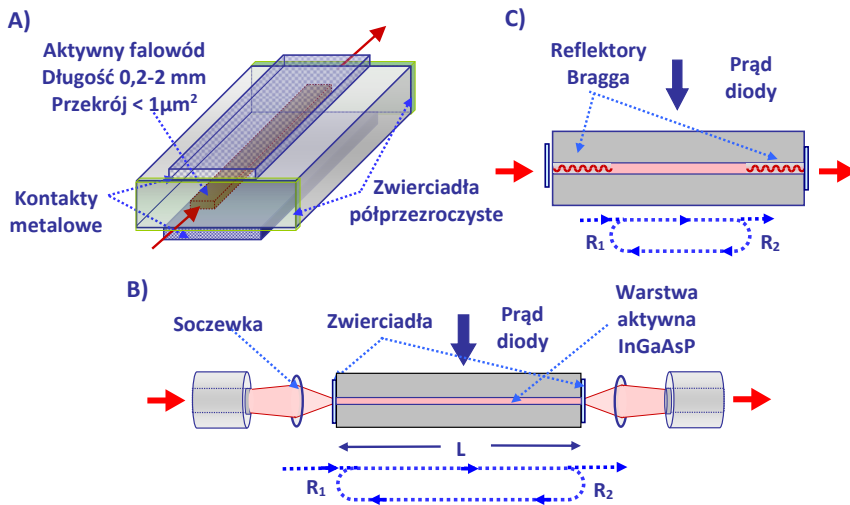 A)
Aktywny falowód
Długość 0,2-2 mm
Przekrój < 1µm²
Kontakty
metalowe
Zwierciadła
półprzezroczyste
C)
Reflektory
Bragga
Prąd
diody
R₁
R₂
B)
Soczewka
Zwierciadła
Prąd
diody
Warstwa
aktywna
InGaAsP
L
R₁
R₂